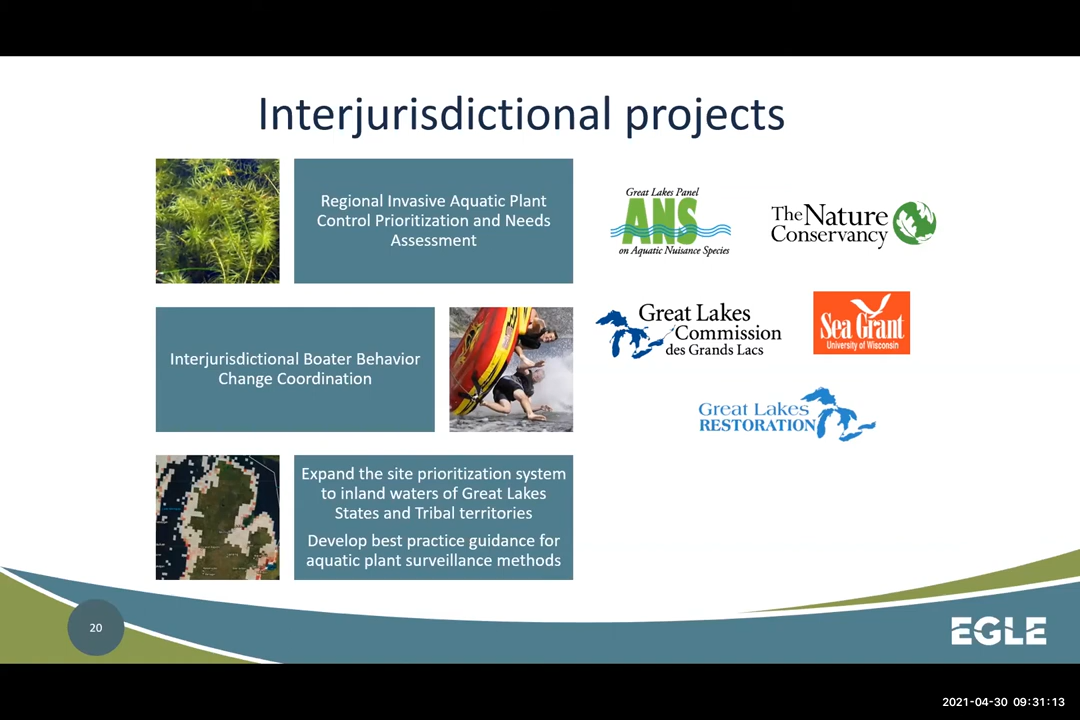 Interjurisdictional projects
Regional Invasive Aquatic Plant
Control Prioritization and Needs
Assessment
Great Lakes Panel
ANS
on Aquatic Nuisance Species
The Nature
Conservancy
Interjurisdictional Boater Behavior
Change Coordination
Great Lakes
Commission
des Grands Lacs
Sea Grant
University of Wisconsin
Great Lakes
RESTORATION
Expand the site prioritization system
to inland waters of Great Lakes
States and Tribal territories
Develop best practice guidance for
aquatic plant surveillance methods
20
EGLE
2021-04-30 09:31:13